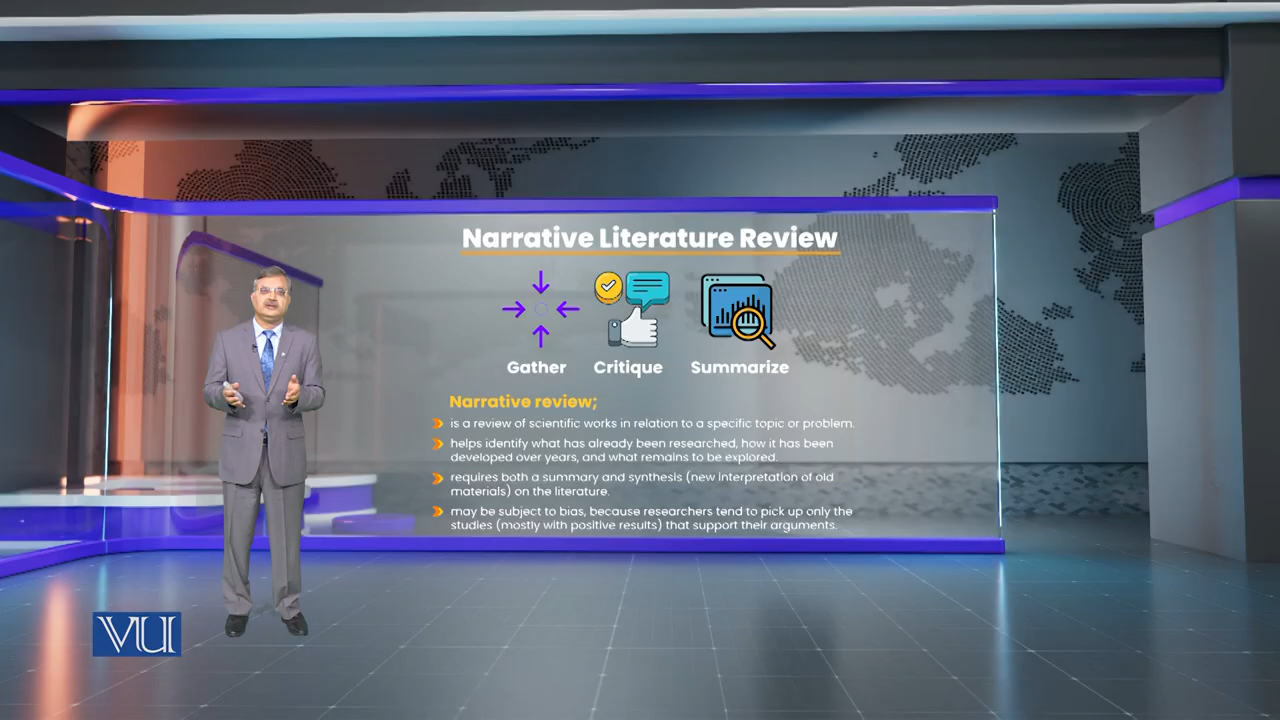 Narrative Literature Review
Gather Critique Summarize
Narrative review;
is a review of scientific works in relation to a specific topic or problem.
helps identify what has already been researched, how it has been
developed over years, and what remains to be explored.
requires both a summary and synthesis (new interpretation of old
materials) on the literature.
may be subject to bias, because researchers tend to pick up only the
studies (mostly with positive results) that support their arguments.
VU